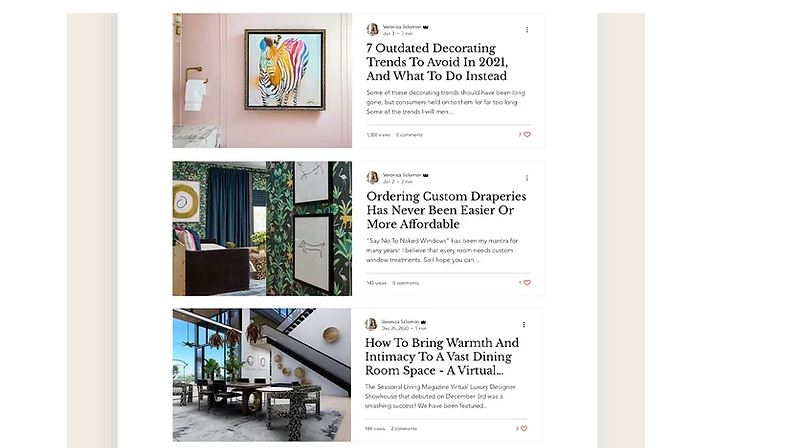 Veronica Solomon
Jan 3 • 2 min
7 Outdated Decorating
Trends To Avoid In 2021,
And What To Do Instead
Some of these decorating trends should have been long
gone, but consumers held on to them for far too long.
Some of the trends I will men...
views 0 comments
7
Veronica Solomon
Jan 2 • 2 min
Ordering Custom Draperies
Has Never Been Easier Or
More Affordable
"Say No To Naked Windows" has been my mantra for
many years! I believe that every room needs custom
window treatments. So I hope you can ...
143 views 0 comments
1
Veronica Solomon
Dec 26, 2020 • 5 min
How To Bring Warmth And
Intimacy To A Vast Dining
Room Space - A Virtual...
The Seasonal Living Magazine Virtual Luxury Designer
Showhouse that debuted on December 3rd was a
smashing success! We have been featured...
184 views 2 comments
3